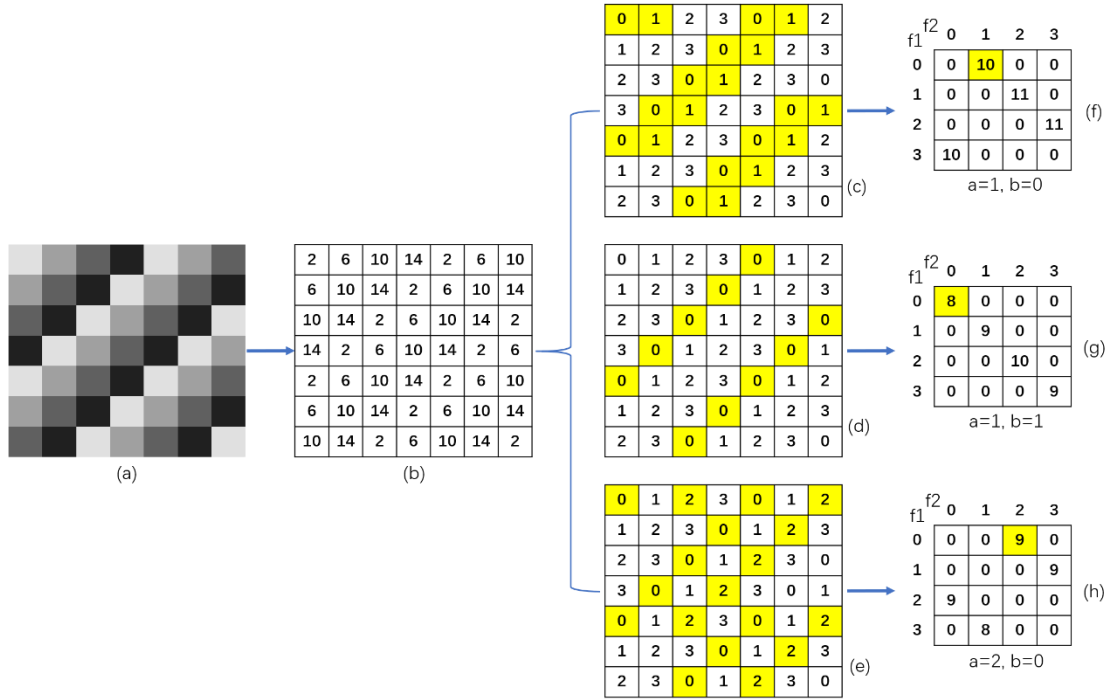 0 1 2 3 0 1 2
1 2 3 0 1 2 3
2 3 0 1 2 3 0
3 0 1 2 3 0 1
0 1 2 3 0 1 2
1 2 3 0 1 2 3
2 3 0 1 2 3 0
(c)
f1 f2 0 1 2 3
0 0 10 0 0
1 0 0 11 0
2 0 0 0 11
3 10 0 0 0
a=1, b=0
(f)
(a)
2 6 10 14 2 6 10
6 10 14 2 6 10 14
10 14 2 6 10 14 2
14 2 6 10 14 2 6
2 6 10 14 2 6 10
6 10 14 2 6 10 14
10 14 2 6 10 14 2
(b)
0 1 2 3 0 1 2
1 2 3 0 1 2 3
2 3 0 1 2 3 0
3 0 1 2 3 0 1
0 1 2 3 0 1 2
1 2 3 0 1 2 3
2 3 0 1 2 3 0
(d)
f1 f2 0 1 2 3
0 8 0 0 0
1 0 9 0 0
2 0 0 10 0
3 0 0 0 9
a=1, b=1
(g)
0 1 2 3 0 1 2
1 2 3 0 1 2 3
2 3 0 1 2 3 0
3 0 1 2 3 0 1
0 1 2 3 0 1 2
1 2 3 0 1 2 3
2 3 0 1 2 3 0
(e)
f1 f2 0 1 2 3
0 0 0 9 0
1 0 0 0 9
2 9 0 0 0
3 0 8 0 0
a=2, b=0
(h)